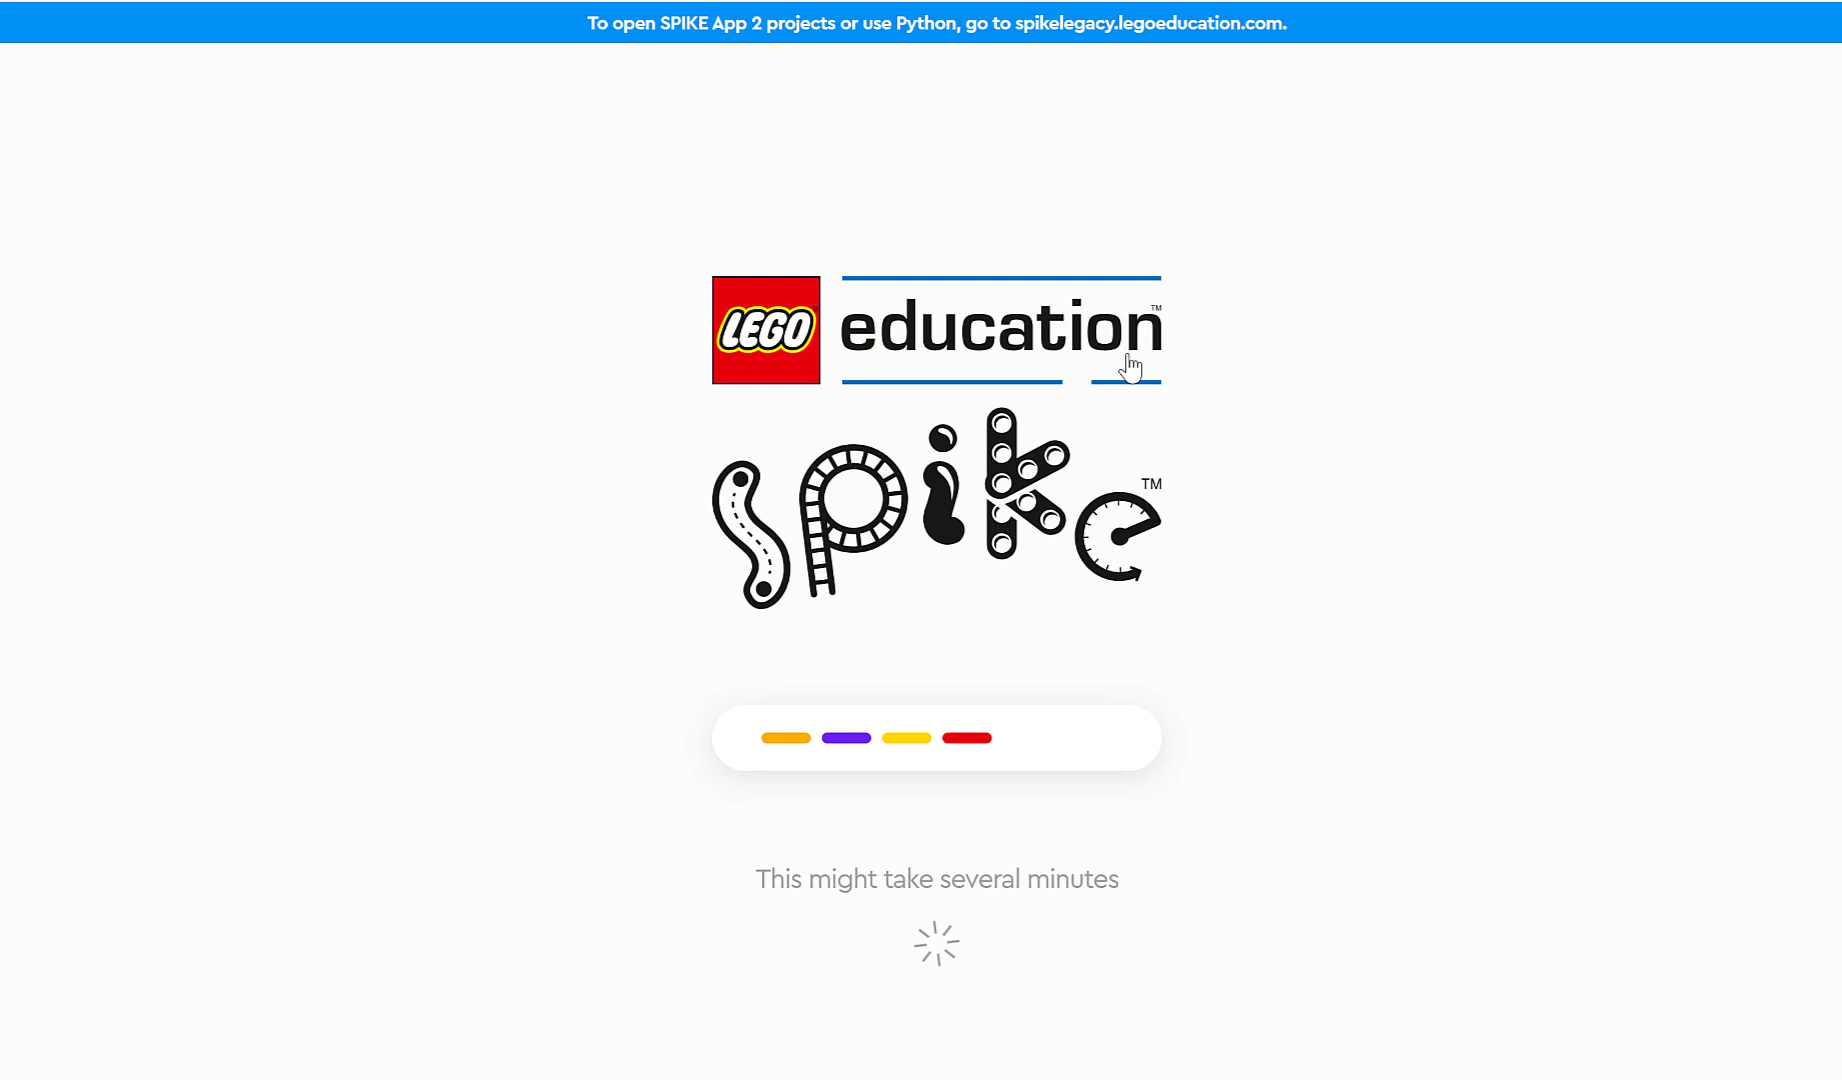 To open SPIKE App 2 projects or use Python, go to spikelegacy.legoeducation.com.
LEGO education™
spike™
This might take several minutes